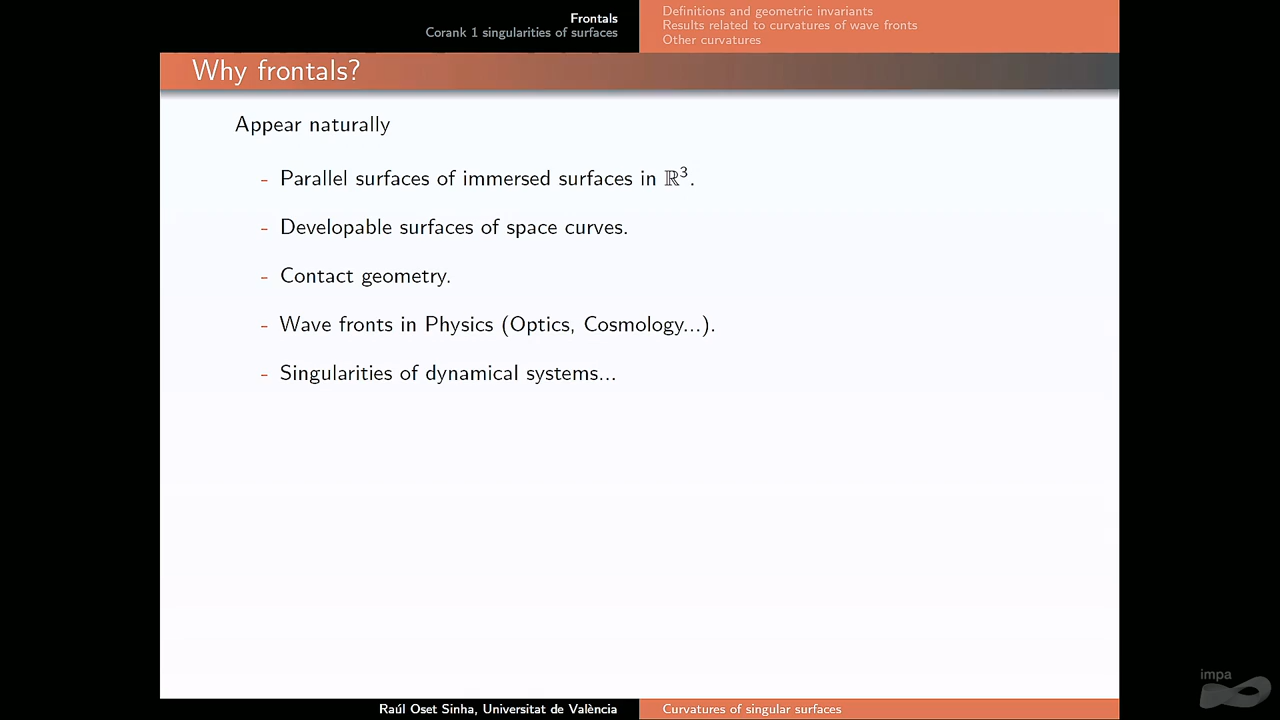 Frontals
Corank 1 singularities of surfaces
Definitions and geometric invariants
Results related to curvatures of wave fronts
Other curvatures
Why frontals?
Appear naturally
- Parallel surfaces of immersed surfaces in ℝ³.
- Developable surfaces of space curves.
- Contact geometry.
- Wave fronts in Physics (Optics, Cosmology...).
- Singularities of dynamical systems...
impa
Raúl Oset Sinha, Universitat de València
Curvatures of singular surfaces